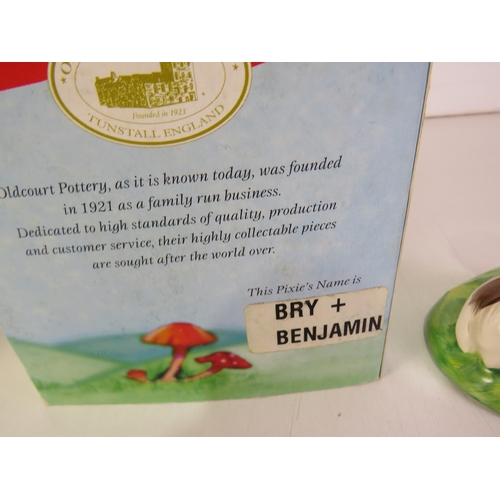 Founded in 1921
TUNSTALL ENGLAND
Oldcourt Pottery, as it is known today, was founded
in 1921 as a family run business.
Dedicated to high standards of quality, production
and customer service, their highly collectable pieces
are sought after the world over.
This Pixie's Name is
BRY +
BENJAMIN